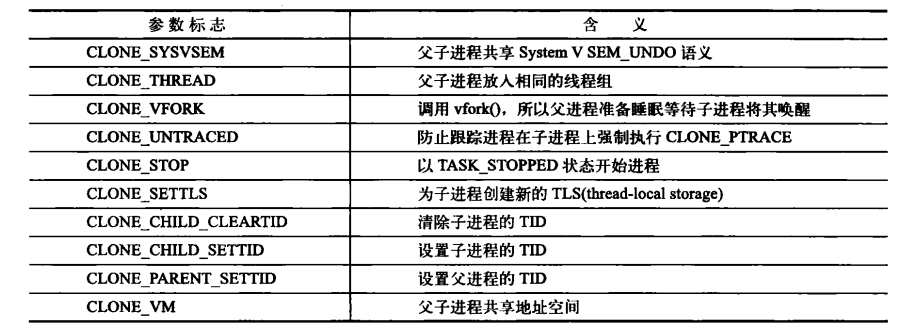 参数标志 含义
CLONE_SYSVSEM 父子进程共享 System V SEM_UNDO 语义
CLONE_THREAD 父子进程放入相同的线程组
CLONE_VFORK 调用 vfork(),所以父进程准备睡眠等待子进程将其唤醒
CLONE_UNTRACED 防止跟踪进程在子进程上强制执行 CLONE_PTRACE
CLONE_STOP 以 TASK_STOPPED 状态开始进程
CLONE_SETTLS 为子进程创建新的 TLS(thread-local storage)
CLONE_CHILD_CLEARTID 清除子进程的 TID
CLONE_CHILD_SETTID 设置子进程的 TID
CLONE_PARENT_SETTID 设置父进程的 TID
CLONE_VM 父子进程共享地址空间